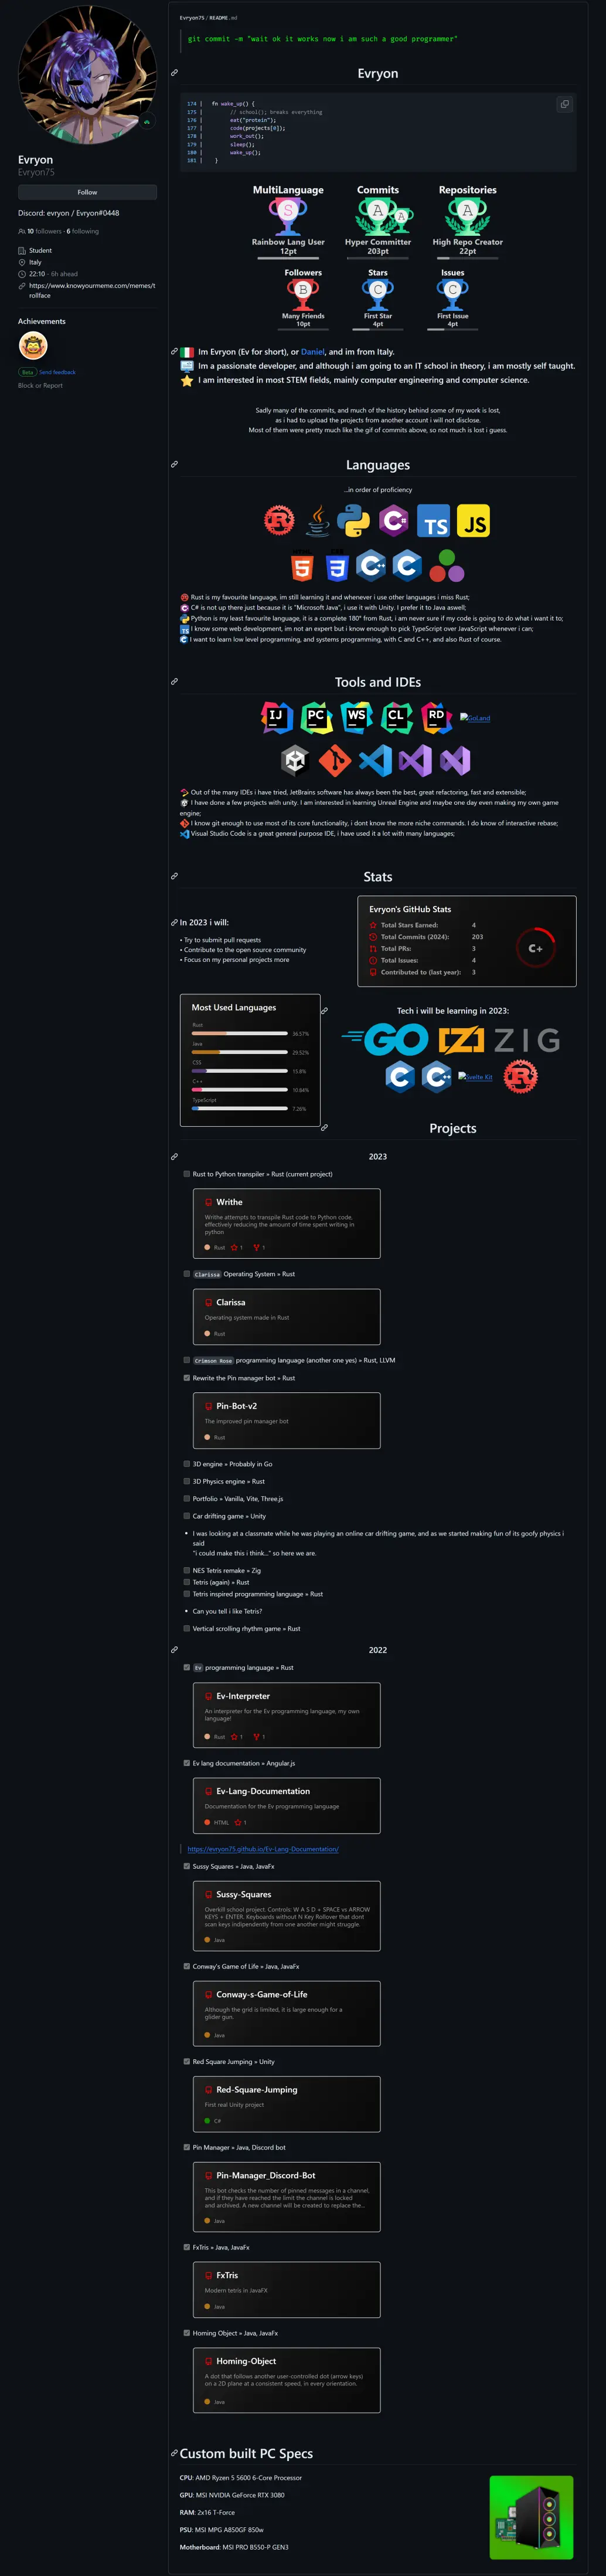 Evryon
Evryon75
Follow
Discord: evryon / Evryon#0448
10 followers · 6 following
Student
Italy
22:10 - 6h ahead
https://www.knowyourmeme.com/memes/t
rollface
Achievements
Beta Send feedback
Block or Report
Evryon75 / README.md
git commit -m "wait ok it works now i am such a good programmer"
Evryon
174 | fn wake_up() {
175 | // school(); breaks everything
176 | eat("protein");
177 | code(projects[0]);
178 | work_out();
179 | sleep();
180 | wake_up();
181 | }
MultiLanguage Commits Repositories
S A A A
Rainbow Lang User Hyper Committer High Repo Creator
12pt 203pt 22pt
Followers Stars Issues
B C C
Many Friends First Star First Issue
10pt 4pt 4pt
Im Evryon (Ev for short), or Daniel, and im from Italy.
Im a passionate developer, and although i am going to an IT school in theory, i am mostly self taught.
I am interested in most STEM fields, mainly computer engineering and computer science.
Sadly many of the commits, and much of the history behind some of my work is lost,
as i had to upload the projects from another account i will not disclose.
Most of them were pretty much like the gif of commits above, so not much is lost i guess.
Languages
...in order of proficiency
R C# TS JS
5 3 C++ C
Rust is my favourite language, im still learning it and whenever i use other languages i miss Rust;
C# is not up there just because it is "Microsoft Java", i use it with Unity. I prefer it to Java aswell;
Python is my least favourite language, it is a complete 180° from Rust, i am never sure if my code is going to do what i want it to;
I know some web development, im not an expert but i know enough to pick TypeScript over JavaScript whenever i can;
I want to learn low level programming, and systems programming, with C and C++, and also Rust of course.
Tools and IDEs
IJ PC WS CL RD GoLand
Out of the many IDEs i have tried, JetBrains software has always been the best, great refactoring, fast and extensible;
I have done a few projects with unity. I am interested in learning Unreal Engine and maybe one day even making my own game
engine;
I know git enough to use most of its core functionality, i dont know the more niche commands. I do know of interactive rebase;
Visual Studio Code is a great general purpose IDE, i have used it a lot with many languages;
Stats
In 2023 i will:
• Try to submit pull requests
• Contribute to the open source community
• Focus on my personal projects more
Evryon's GitHub Stats
Total Stars Earned: 4
Total Commits (2024): 203
Total PRs: 3
Total Issues: 4
Contributed to (last year): 3
C+
Most Used Languages
Rust
36.57%
Java
29.52%
CSS
15.8%
C++
10.84%
TypeScript
7.26%
Tech i will be learning in 2023:
GO ZIG
C C++ Svelte Kit R
Projects
2023
Rust to Python transpiler » Rust (current project)
Writhe
Writhe attempts to transpile Rust code to Python code,
effectively reducing the amount of time spent writing in
python
Rust 1 1
Clarissa Operating System » Rust
Clarissa
Operating system made in Rust
Rust
Crimson Rose programming language (another one yes) » Rust, LLVM
Rewrite the Pin manager bot » Rust
Pin-Bot-v2
The improved pin manager bot
Rust
3D engine » Probably in Go
3D Physics engine » Rust
Portfolio » Vanilla, Vite, Three.js
Car drifting game » Unity
• I was looking at a classmate while he was playing an online car drifting game, and as we started making fun of its goofy physics i
said
"i could make this i think..." so here we are.
NES Tetris remake » Zig
Tetris (again) » Rust
Tetris inspired programming language » Rust
• Can you tell i like Tetris?
Vertical scrolling rhythm game » Rust
2022
Ev programming language » Rust
Ev-Interpreter
An interpreter for the Ev programming language, my own
language!
Rust 1 1
Ev lang documentation » Angular.js
Ev-Lang-Documentation
Documentation for the Ev programming language
HTML 1
https://evryon75.github.io/Ev-Lang-Documentation/
Sussy Squares » Java, JavaFx
Sussy-Squares
Overkill school project. Controls: W A S D + SPACE vs ARROW
KEYS + ENTER. Keyboards without N Key Rollover that dont
scan keys indipendently from one another might struggle.
Java
Conway's Game of Life » Java, JavaFx
Conway-s-Game-of-Life
Although the grid is limited, it is large enough for a
glider gun.
Java
Red Square Jumping » Unity
Red-Square-Jumping
First real Unity project
C#
Pin Manager » Java, Discord bot
Pin-Manager_Discord-Bot
This bot checks the number of pinned messages in a channel,
and if they have reached the limit the channel is locked
and archived. A new channel will be created to replace the...
Java
FxTris » Java, JavaFx
FxTris
Modern tetris in JavaFX
Java
Homing Object » Java, JavaFx
Homing-Object
A dot that follows another user-controlled dot (arrow keys)
on a 2D plane at a consistent speed, in every orientation.
Java
Custom built PC Specs
CPU: AMD Ryzen 5 5600 6-Core Processor
GPU: MSI NVIDIA GeForce RTX 3080
RAM: 2x16 T-Force
PSU: MSI MPG A850GF 850w
Motherboard: MSI PRO B550-P GEN3